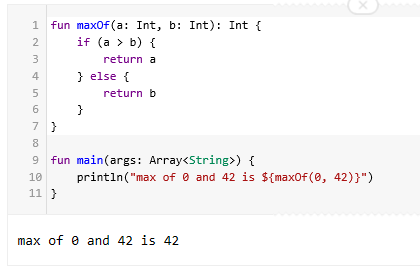 1 fun maxOf(a: Int, b: Int): Int {
2     if (a > b) {
3         return a
4     } else {
5         return b
6     }
7 }
8
9 fun main(args: Array<String>) {
10     println("max of 0 and 42 is ${maxOf(0, 42)}")
11 }
max of 0 and 42 is 42